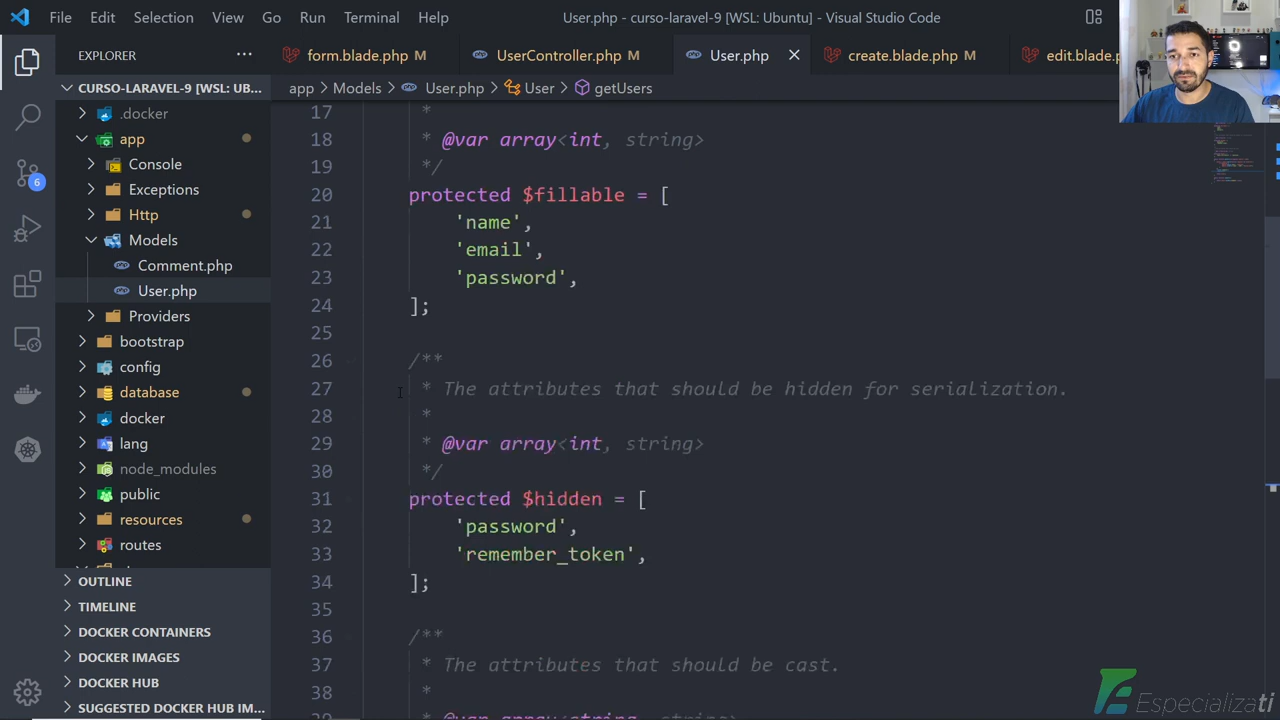 File Edit Selection View Go Run Terminal Help
User.php - curso-laravel-9 [WSL: Ubuntu] - Visual Studio Code
EXPLORER
form.blade.php M
UserController.php M
User.php
create.blade.php M
edit.blade.p
app > Models > User.php > User > getUsers
CURSO-LARAVEL-9 [WSL: UB...
.docker
app
Console
Exceptions
Http
Models
Comment.php
User.php
Providers
bootstrap
config
database
docker
lang
node_modules
public
resources
routes
OUTLINE
TIMELINE
DOCKER CONTAINERS
DOCKER IMAGES
DOCKER HUB
SUGGESTED DOCKER HUB IM...
6
17 *
18 * @var array<int, string>
19 */
20 protected $fillable = [
21 'name',
22 'email',
23 'password',
24 ];
25
26 /**
27 * The attributes that should be hidden for serialization.
28 *
29 * @var array<int, string>
30 */
31 protected $hidden = [
32 'password',
33 'remember_token',
34 ];
35
36 /**
37 * The attributes that should be cast.
38 *
39 * @var array<string, string>
Especializati